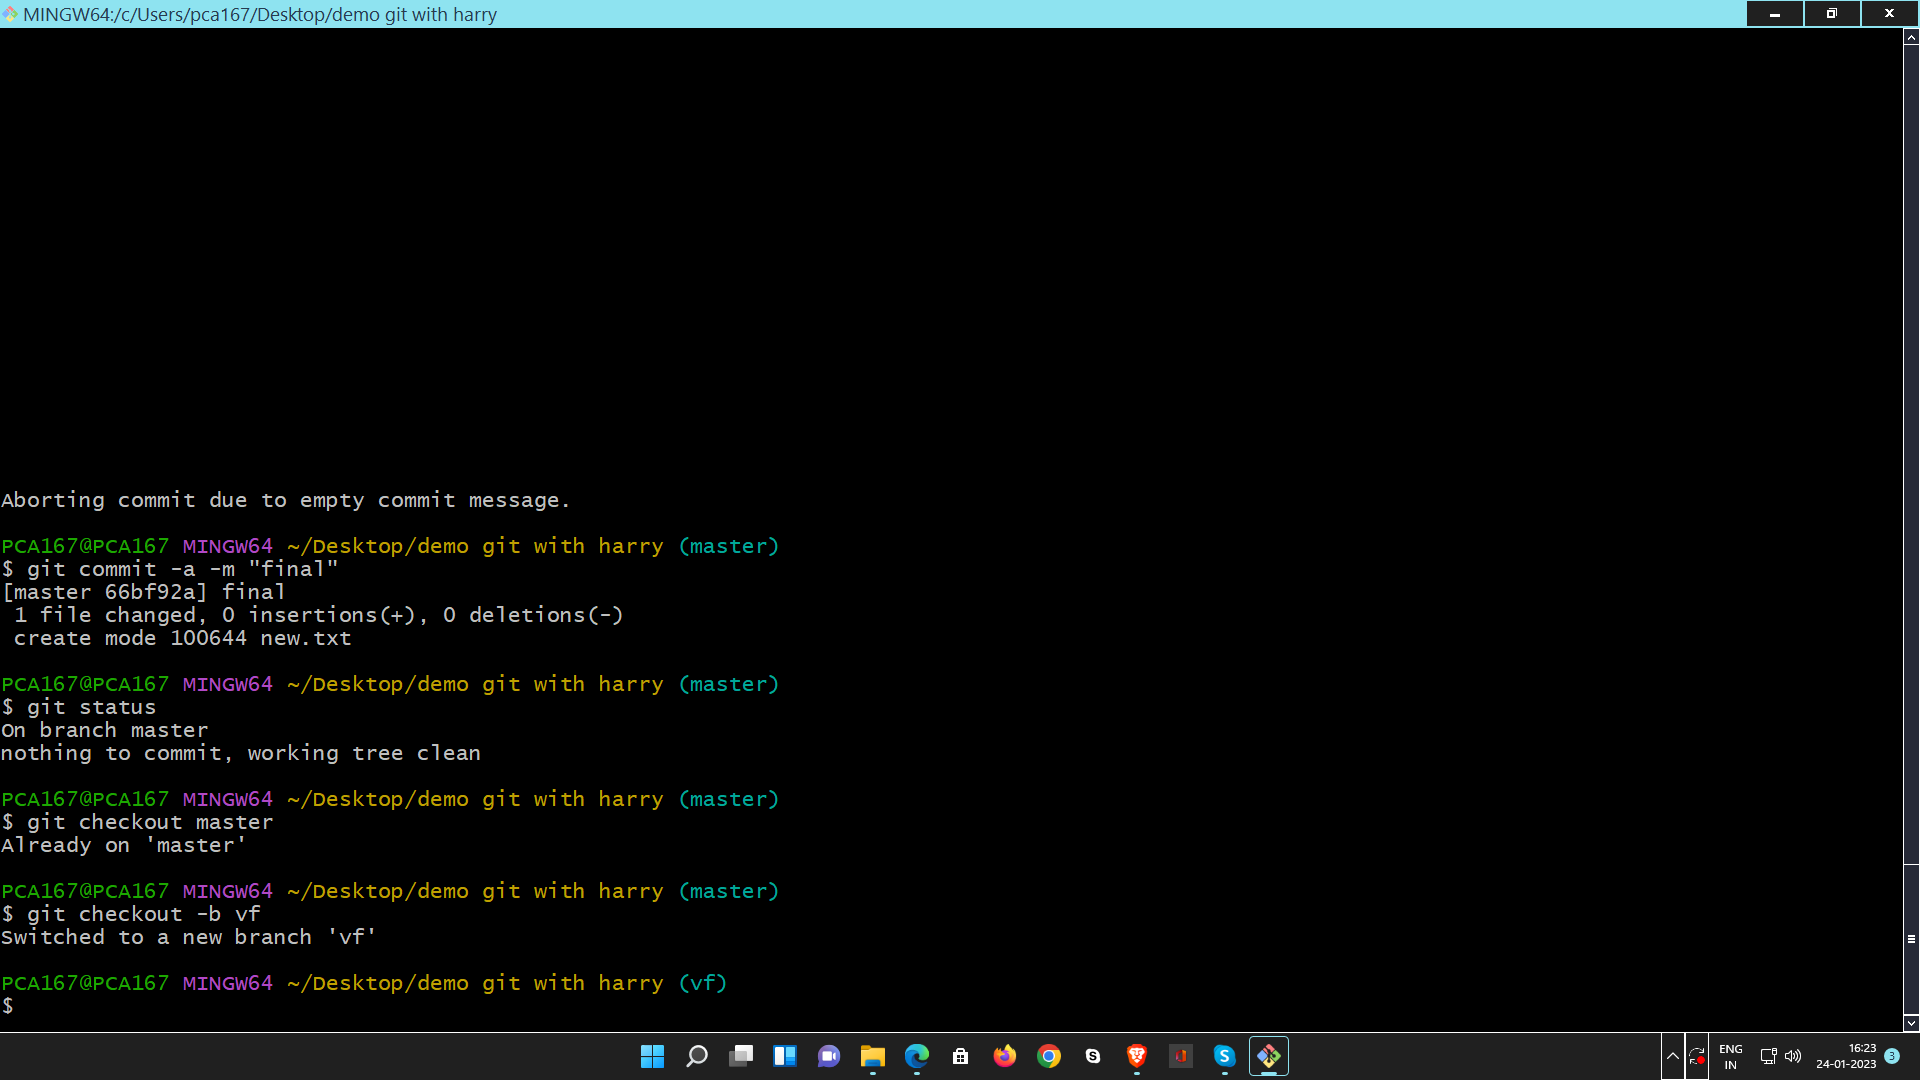 MINGW64:/c/Users/pca167/Desktop/demo git with harry
Aborting commit due to empty commit message.
PCA167@PCA167 MINGW64 ~/Desktop/demo git with harry (master)
$ git commit -a -m "final"
[master 66bf92a] final
 1 file changed, 0 insertions(+), 0 deletions(-)
 create mode 100644 new.txt
PCA167@PCA167 MINGW64 ~/Desktop/demo git with harry (master)
$ git status
On branch master
nothing to commit, working tree clean
PCA167@PCA167 MINGW64 ~/Desktop/demo git with harry (master)
$ git checkout master
Already on 'master'
PCA167@PCA167 MINGW64 ~/Desktop/demo git with harry (master)
$ git checkout -b vf
Switched to a new branch 'vf'
PCA167@PCA167 MINGW64 ~/Desktop/demo git with harry (vf)
$
ENG
IN
16:23
24-01-2023
3